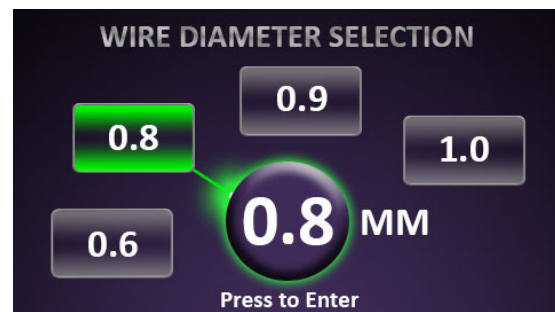 WIRE DIAMETER SELECTION
0.9
0.8
1.0
0.8 MM
0.6
Press to Enter